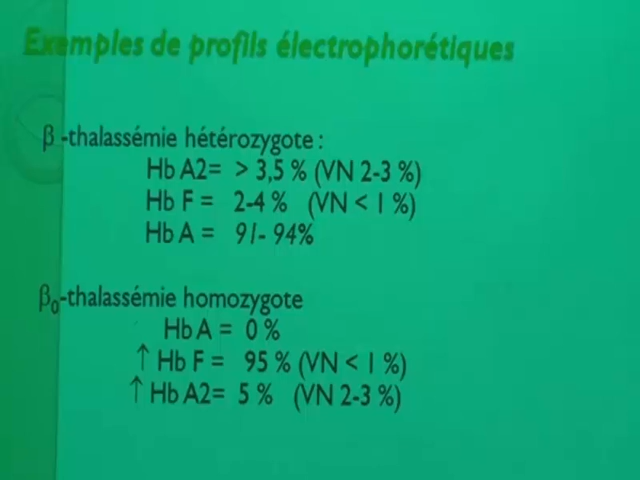 Exemples de profils électrophorétiques
β -thalassémie hétérozygote :
Hb A2= > 3,5 % (VN 2-3 %)
Hb F = 2-4 % (VN < 1 %)
Hb A = 91- 94%
β0-thalassémie homozygote
Hb A = 0 %
↑ Hb F = 95 % (VN < 1 %)
↑ Hb A2= 5 % (VN 2-3 %)